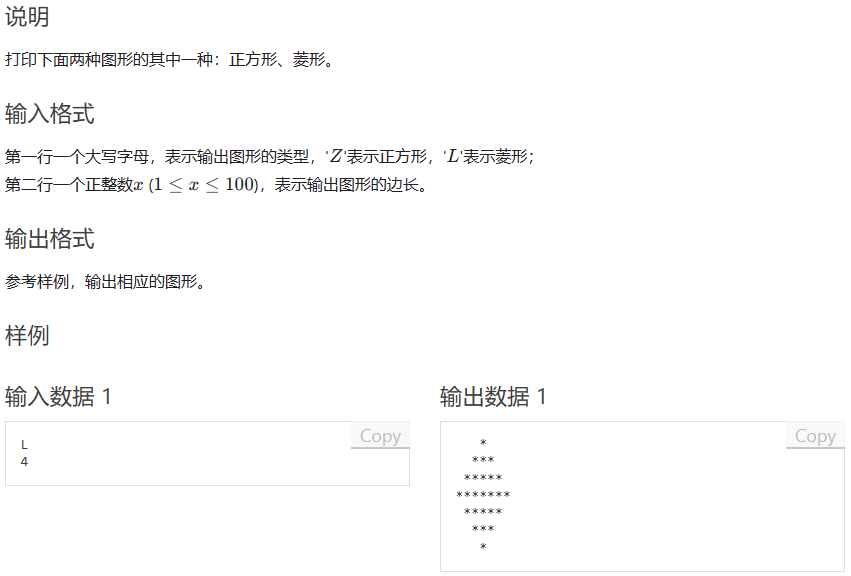 说明
打印下面两种图形的其中一种：正方形、菱形。
输入格式
第一行一个大写字母，表示输出图形的类型，'Z'表示正方形，'L'表示菱形；
第二行一个正整数x (1 ≤ x ≤ 100)，表示输出图形的边长。
输出格式
参考样例，输出相应的图形。
样例
输入数据 1
Copy
L
4
输出数据 1
Copy
   *
  ***
 *****
*******
 *****
  ***
   *